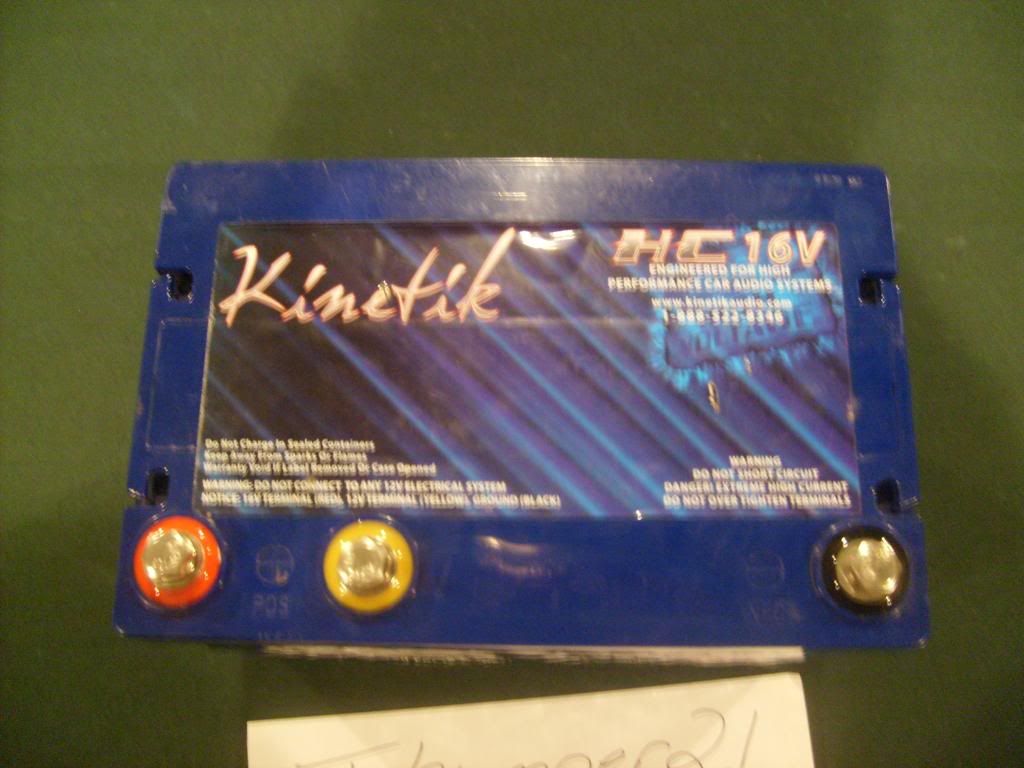 Kinetik
HC 16V
ENGINEERED FOR HIGH
PERFORMANCE CAR AUDIO SYSTEMS
www.kinetikaudio.com
1-888-522-8346
Do Not Charge In Sealed Containers
Keep Away From Sparks Or Flames
Warranty Void If Label Removed Or Case Opened
WARNING: DO NOT CONNECT TO ANY 12V ELECTRICAL SYSTEM
NOTICE: 16V TERMINAL (RED), 12V TERMINAL (YELLOW), GROUND (BLACK)
WARNING
DO NOT SHORT CIRCUIT
DANGER! EXTREME HIGH CURRENT
DO NOT OVER TIGHTEN TERMINALS
POS
NEG